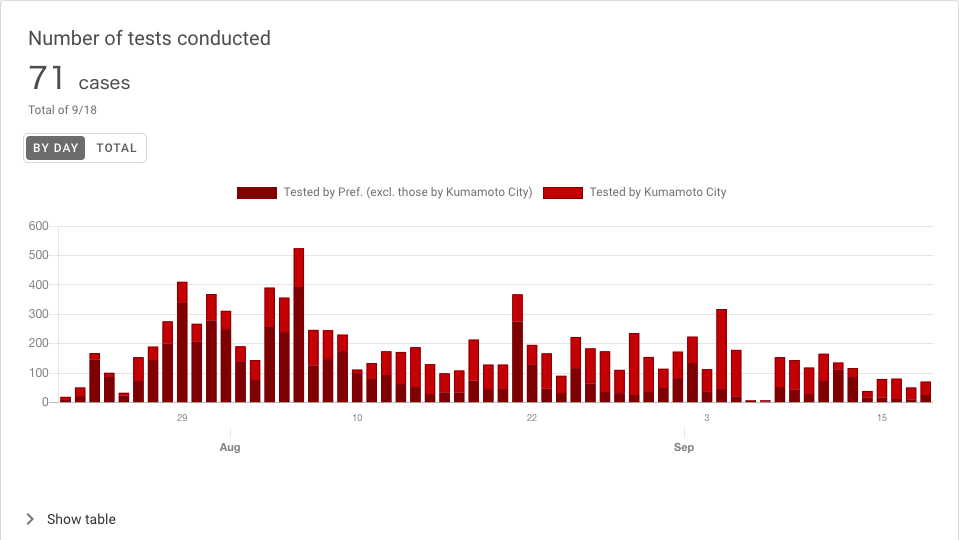 Number of tests conducted
71 cases
Total of 9/18
BY DAY TOTAL
Tested by Pref. (excl. those by Kumamoto City) Tested by Kumamoto City
600
500
400
300
200
100
0
29 10 22 3 15
Aug Sep
Show table